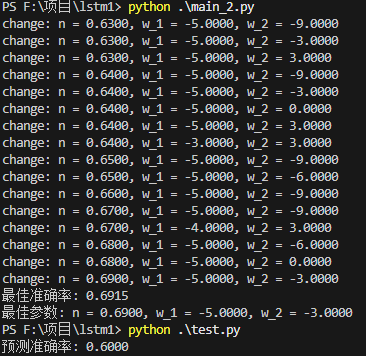 PS F:\项目\lstm1> python .\main_2.py
change: n = 0.6300, w_1 = -5.0000, w_2 = -9.0000
change: n = 0.6300, w_1 = -5.0000, w_2 = -3.0000
change: n = 0.6300, w_1 = -5.0000, w_2 = 3.0000
change: n = 0.6400, w_1 = -5.0000, w_2 = -9.0000
change: n = 0.6400, w_1 = -5.0000, w_2 = -3.0000
change: n = 0.6400, w_1 = -5.0000, w_2 = 0.0000
change: n = 0.6400, w_1 = -5.0000, w_2 = 3.0000
change: n = 0.6400, w_1 = -3.0000, w_2 = 3.0000
change: n = 0.6500, w_1 = -5.0000, w_2 = -9.0000
change: n = 0.6500, w_1 = -5.0000, w_2 = -6.0000
change: n = 0.6600, w_1 = -5.0000, w_2 = -9.0000
change: n = 0.6700, w_1 = -5.0000, w_2 = -9.0000
change: n = 0.6700, w_1 = -4.0000, w_2 = 3.0000
change: n = 0.6800, w_1 = -5.0000, w_2 = -6.0000
change: n = 0.6800, w_1 = -5.0000, w_2 = 0.0000
change: n = 0.6900, w_1 = -5.0000, w_2 = -3.0000
最佳准确率: 0.6915
最佳参数: n = 0.6900, w_1 = -5.0000, w_2 = -3.0000
PS F:\项目\lstm1> python .\test.py
预测准确率: 0.6000